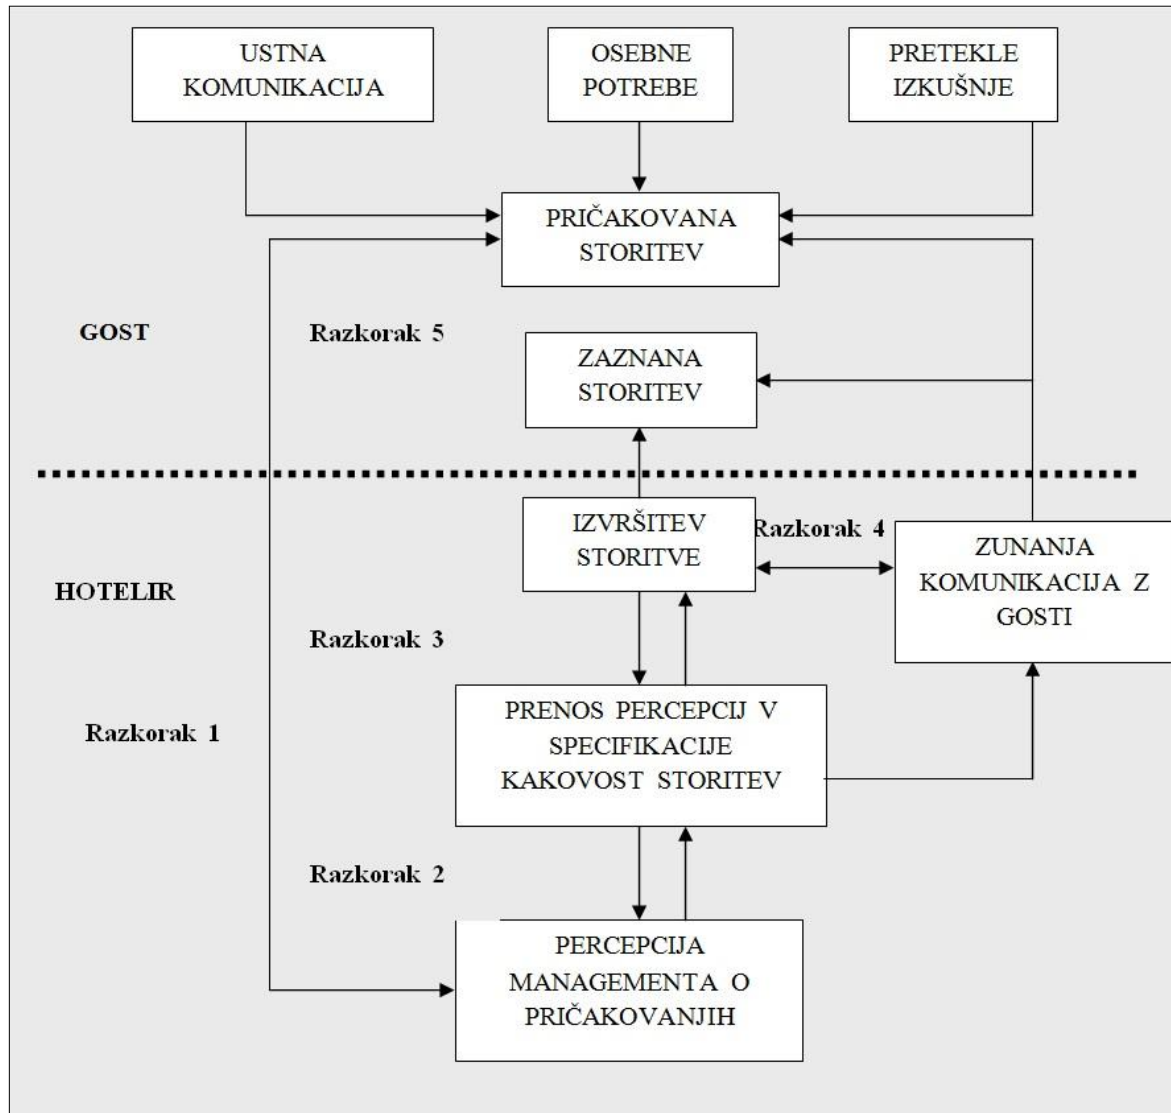 USTNA
KOMUNIKACIJA
OSEBNE
POTREBE
PRETEKLE
IZKUŠNJE
PRIČAKOVANA
STORITEV
GOST
Razkorak 5
ZAZNANA
STORITEV
IZVRŠITEV
STORITVE
Razkorak 4
ZUNANJA
KOMUNIKACIJA Z
GOSTI
HOTELIR
Razkorak 3
Razkorak 1
PRENOS PERCEPCIJ V
SPECIFIKACIJE
KAKOVOST STORITEV
Razkorak 2
PERCEPCIJA
MANAGEMENTA O
PRIČAKOVANJIH